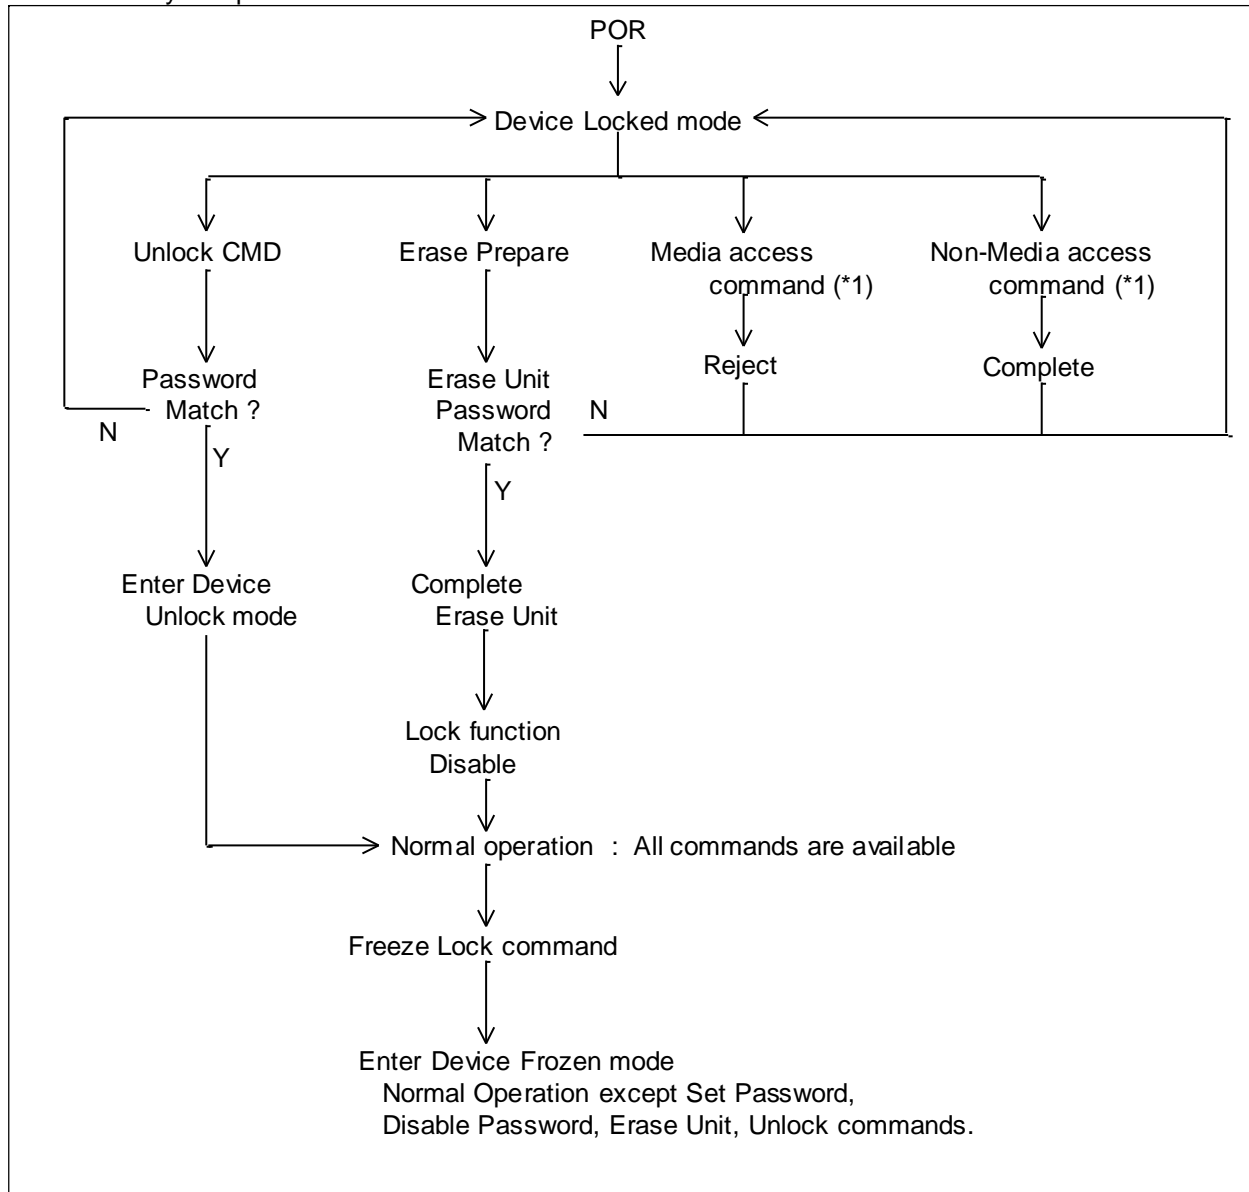 POR
Device Locked mode
Unlock CMD
Erase Prepare
Media access
command (*1)
Non-Media access
command (*1)
Password
Match ?
N
Y
Erase Unit
Password
Match ?
N
Y
Reject
Complete
Enter Device
Unlock mode
Complete
Erase Unit
Lock function
Disable
Normal operation : All commands are available
Freeze Lock command
Enter Device Frozen mode
Normal Operation except Set Password,
Disable Password, Erase Unit, Unlock commands.